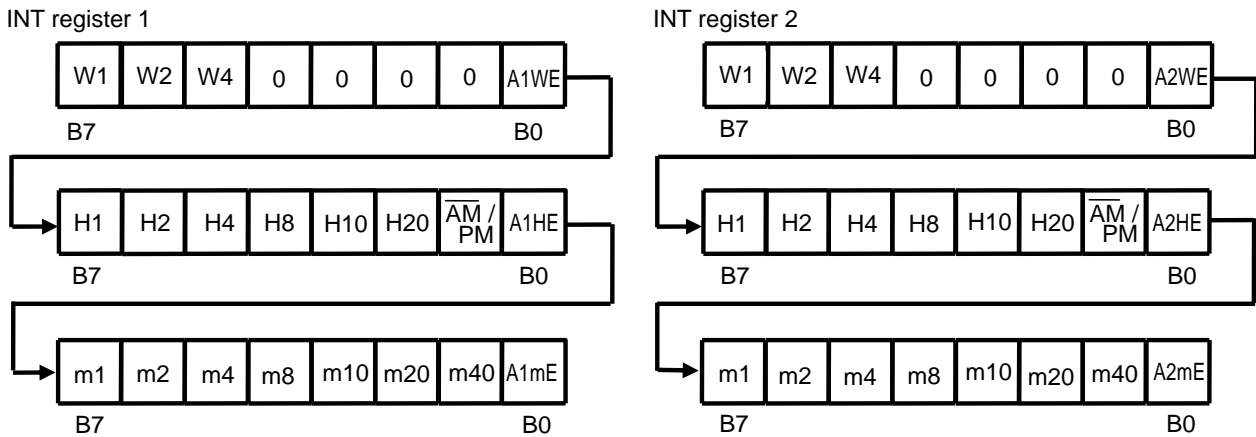 INT register 1
W1 W2 W4 0 0 0 0 A1WE
B7 B0
H1 H2 H4 H8 H10 H20 A̅M̅ / PM A1HE
B7 B0
m1 m2 m4 m8 m10 m20 m40 A1mE
B7 B0
INT register 2
W1 W2 W4 0 0 0 0 A2WE
B7 B0
H1 H2 H4 H8 H10 H20 A̅M̅ / PM A2HE
B7 B0
m1 m2 m4 m8 m10 m20 m40 A2mE
B7 B0